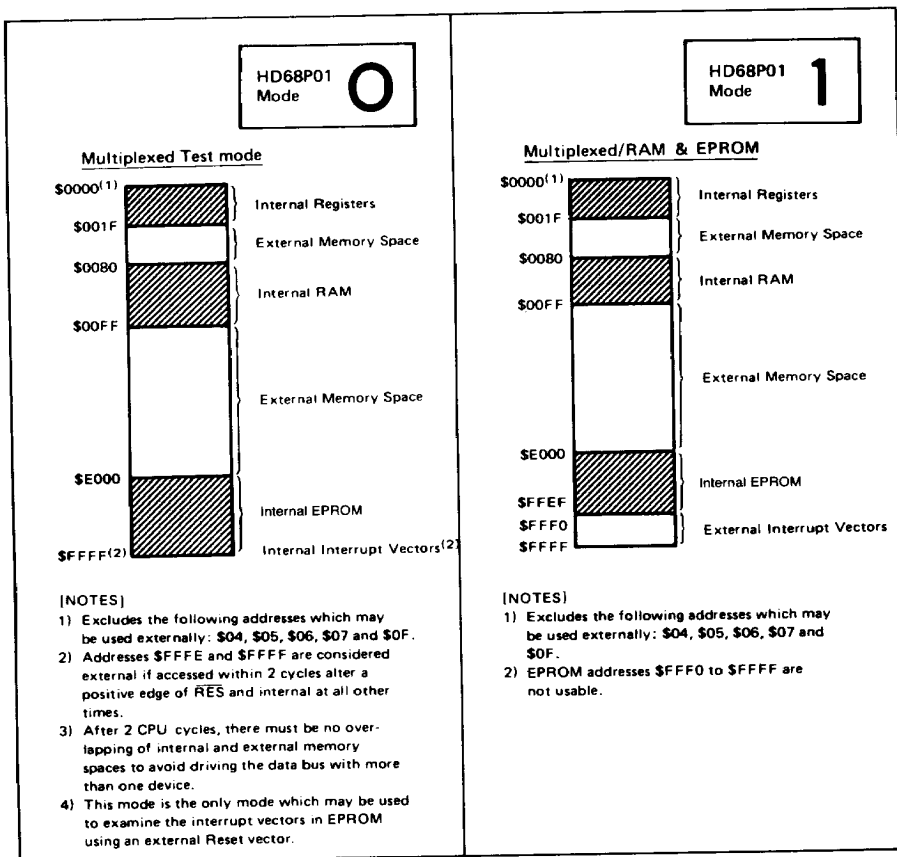 HD68P01
Mode 0
Multiplexed Test mode
$0000(1)
Internal Registers
$001F
External Memory Space
$0080
Internal RAM
$00FF
External Memory Space
$E000
Internal EPROM
$FFFF(2)
Internal Interrupt Vectors(2)
[NOTES]
1) Excludes the following addresses which may
be used externally: $04, $05, $06, $07 and $0F.
2) Addresses $FFFE and $FFFF are considered
external if accessed within 2 cycles alter a
positive edge of RES and internal at all other
times.
3) After 2 CPU cycles, there must be no over-
lapping of internal and external memory
spaces to avoid driving the data bus with more
than one device.
4) This mode is the only mode which may be used
to examine the interrupt vectors in EPROM
using an external Reset vector.
HD68P01
Mode 1
Multiplexed/RAM & EPROM
$0000(1)
Internal Registers
$001F
External Memory Space
$0080
Internal RAM
$00FF
External Memory Space
$E000
Internal EPROM
$FFEF
$FFF0
External Interrupt Vectors
$FFFF
[NOTES]
1) Excludes the following addresses which may
be used externally: $04, $05, $06, $07 and
$0F.
2) EPROM addresses $FFF0 to $FFFF are
not usable.